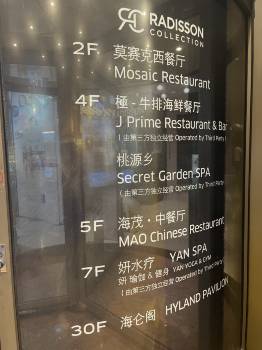 RADISSON
COLLECTION
2F 莫赛克西餐厅
Mosaic Restaurant
4F 極-牛排海鲜餐厅
J Prime Restaurant & Bar
(由第三方独立经营 Operated by Third Party
桃源乡
Secret Garden SPA
(由第三方独立经营 Operated by Third Party
5F 海茂·中餐厅
MAO Chinese Restaurant
7F 妍水疗 YAN SPA
妍 瑜伽 & 健身 YAN YOGA & GYM
(由第三方独立经营 Operated by Third Party
30F 海仑阁 HYLAND PAVILION